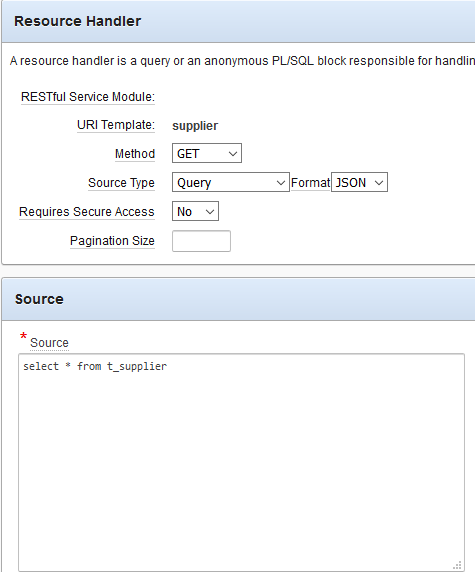 Resource Handler
A resource handler is a query or an anonymous PL/SQL block responsible for handlin
RESTful Service Module:
URI Template: supplier
Method GET
Source Type Query Format JSON
Requires Secure Access No
Pagination Size
Source
* Source
select * from t_supplier